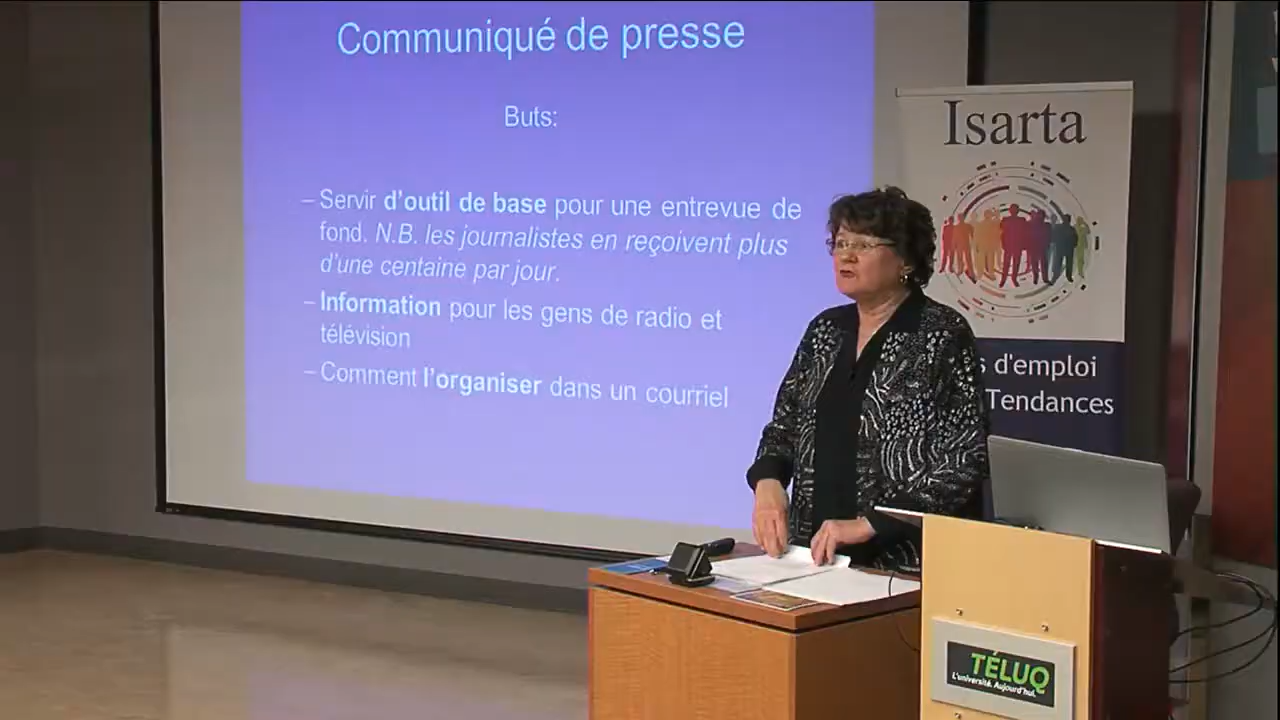 Communiqué de presse
Buts:
– Servir d'outil de base pour une entrevue de
fond. N.B. les journalistes en reçoivent plus
d'une centaine par jour.
– Information pour les gens de radio et
télévision
– Comment l'organiser dans un courriel
Isarta
s d'emploi
Tendances
TÉLUQ
L'université. Aujourd'hui.